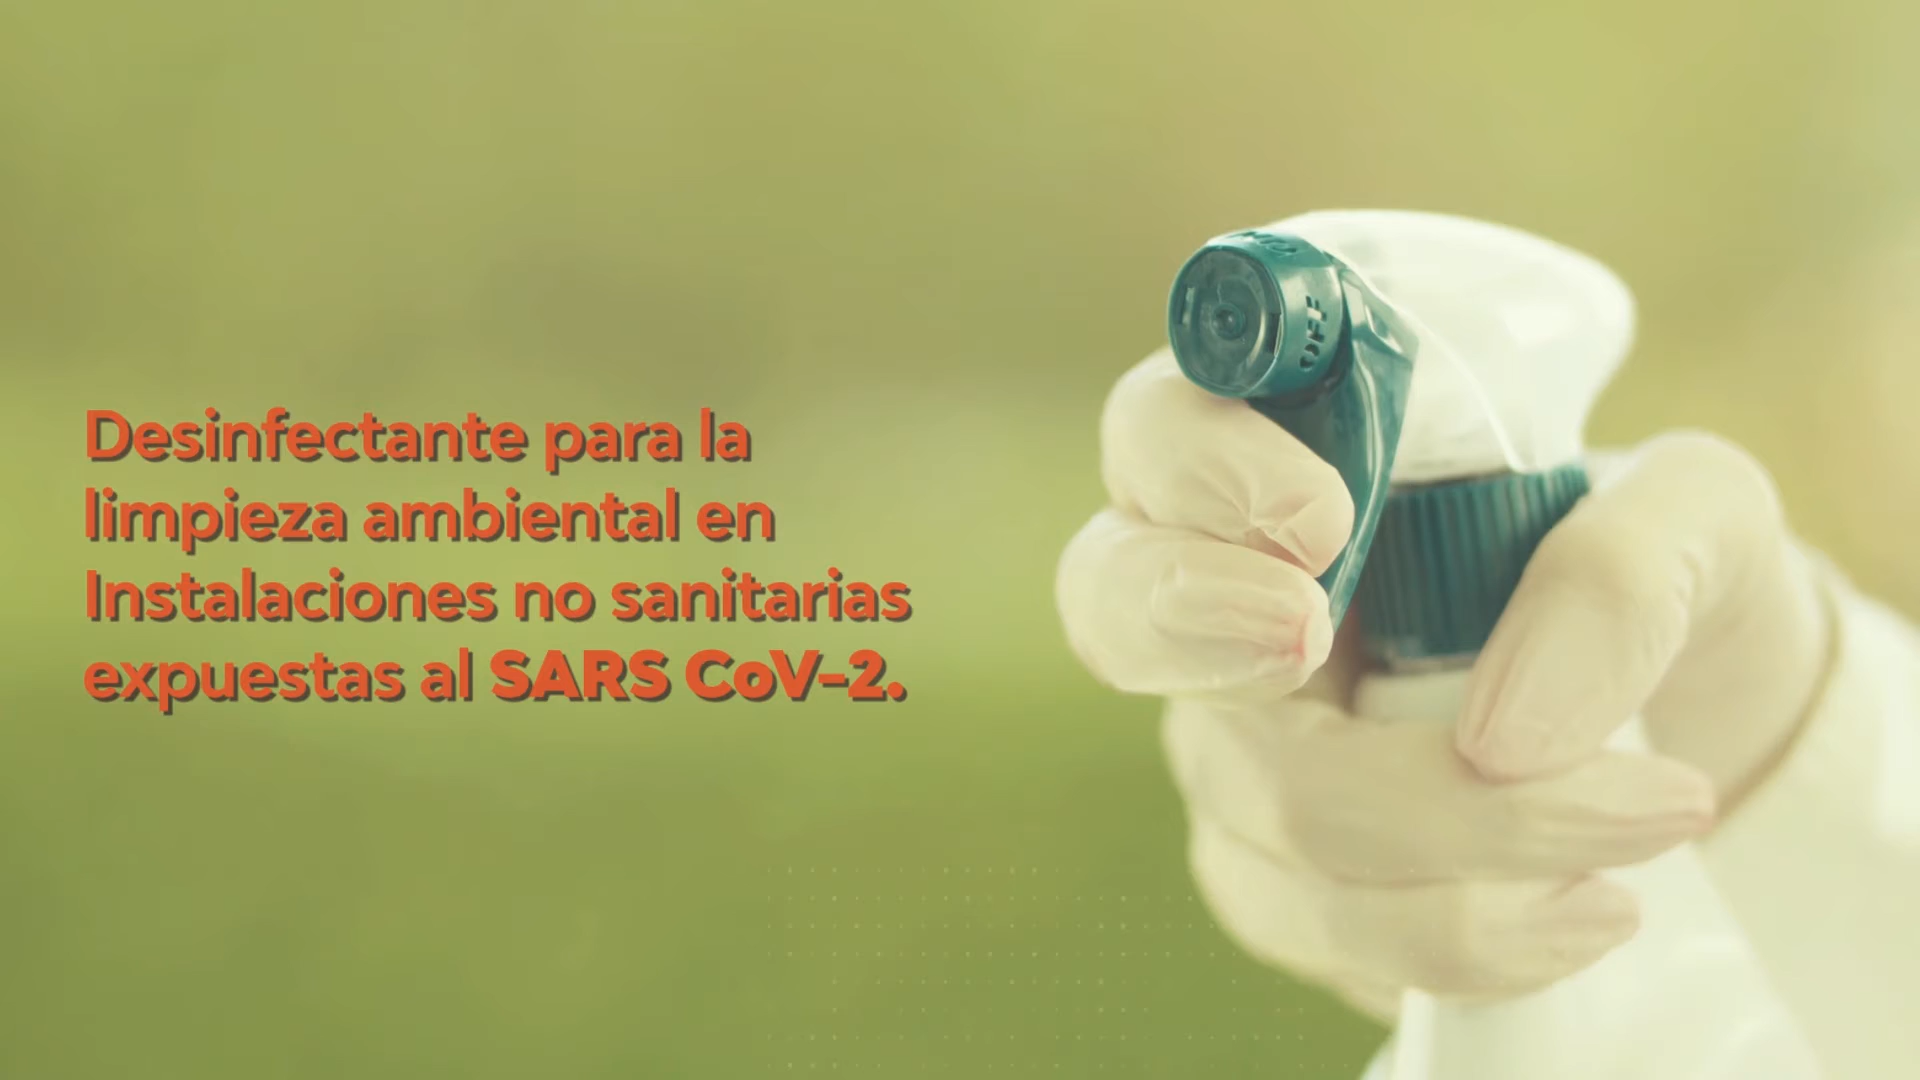 Desinfectante para la
limpieza ambiental en
Instalaciones no sanitarias
expuestas al SARS CoV-2.
OFF